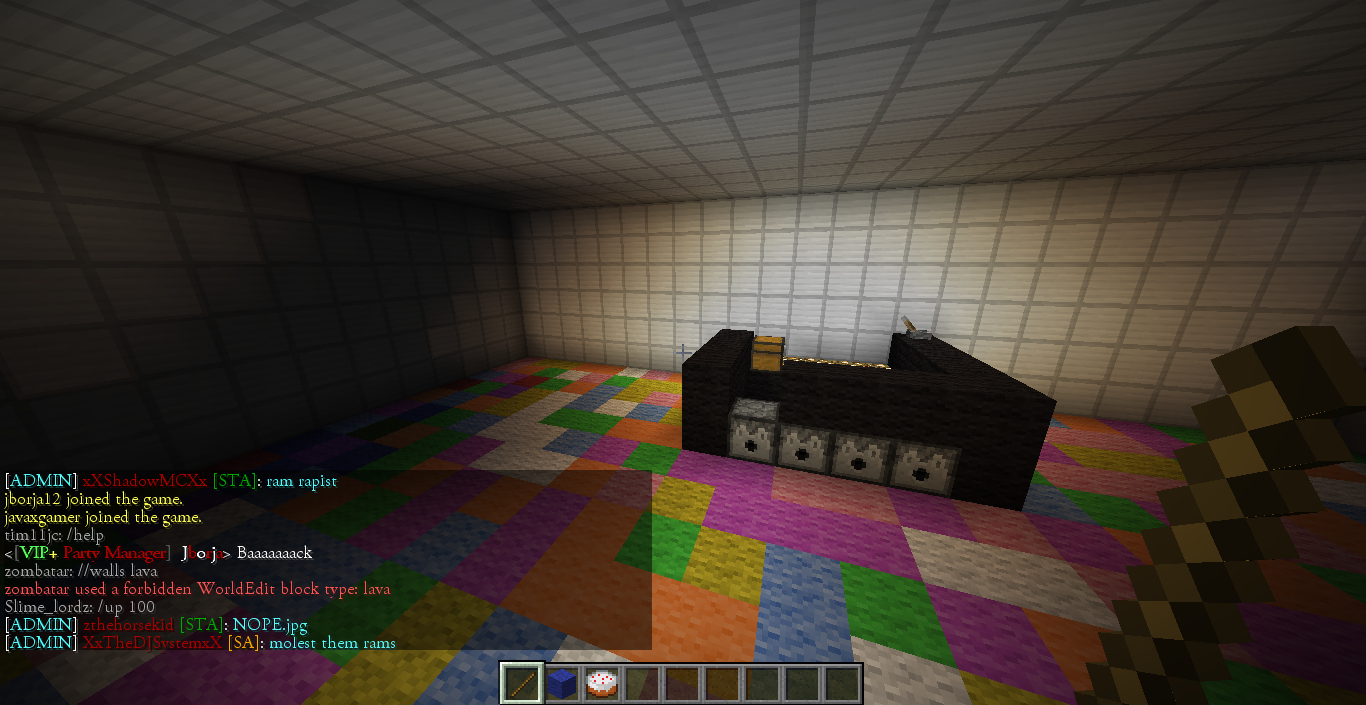 [ADMIN] xXShadowMCXx [STA]: ram rapist
jborja12 joined the game.
javaxgamer joined the game.
tim11jc: /help
<[VIP+ Party Manager] Jborja> Baaaaaaack
zombatar: //walls lava
zombatar used a forbidden WorldEdit block type: lava
Slime_lordz: /up 100
[ADMIN] zthehorsekid [STA]: NOPE.jpg
[ADMIN] XxTheDJSystemxX [SA]: molest them rams